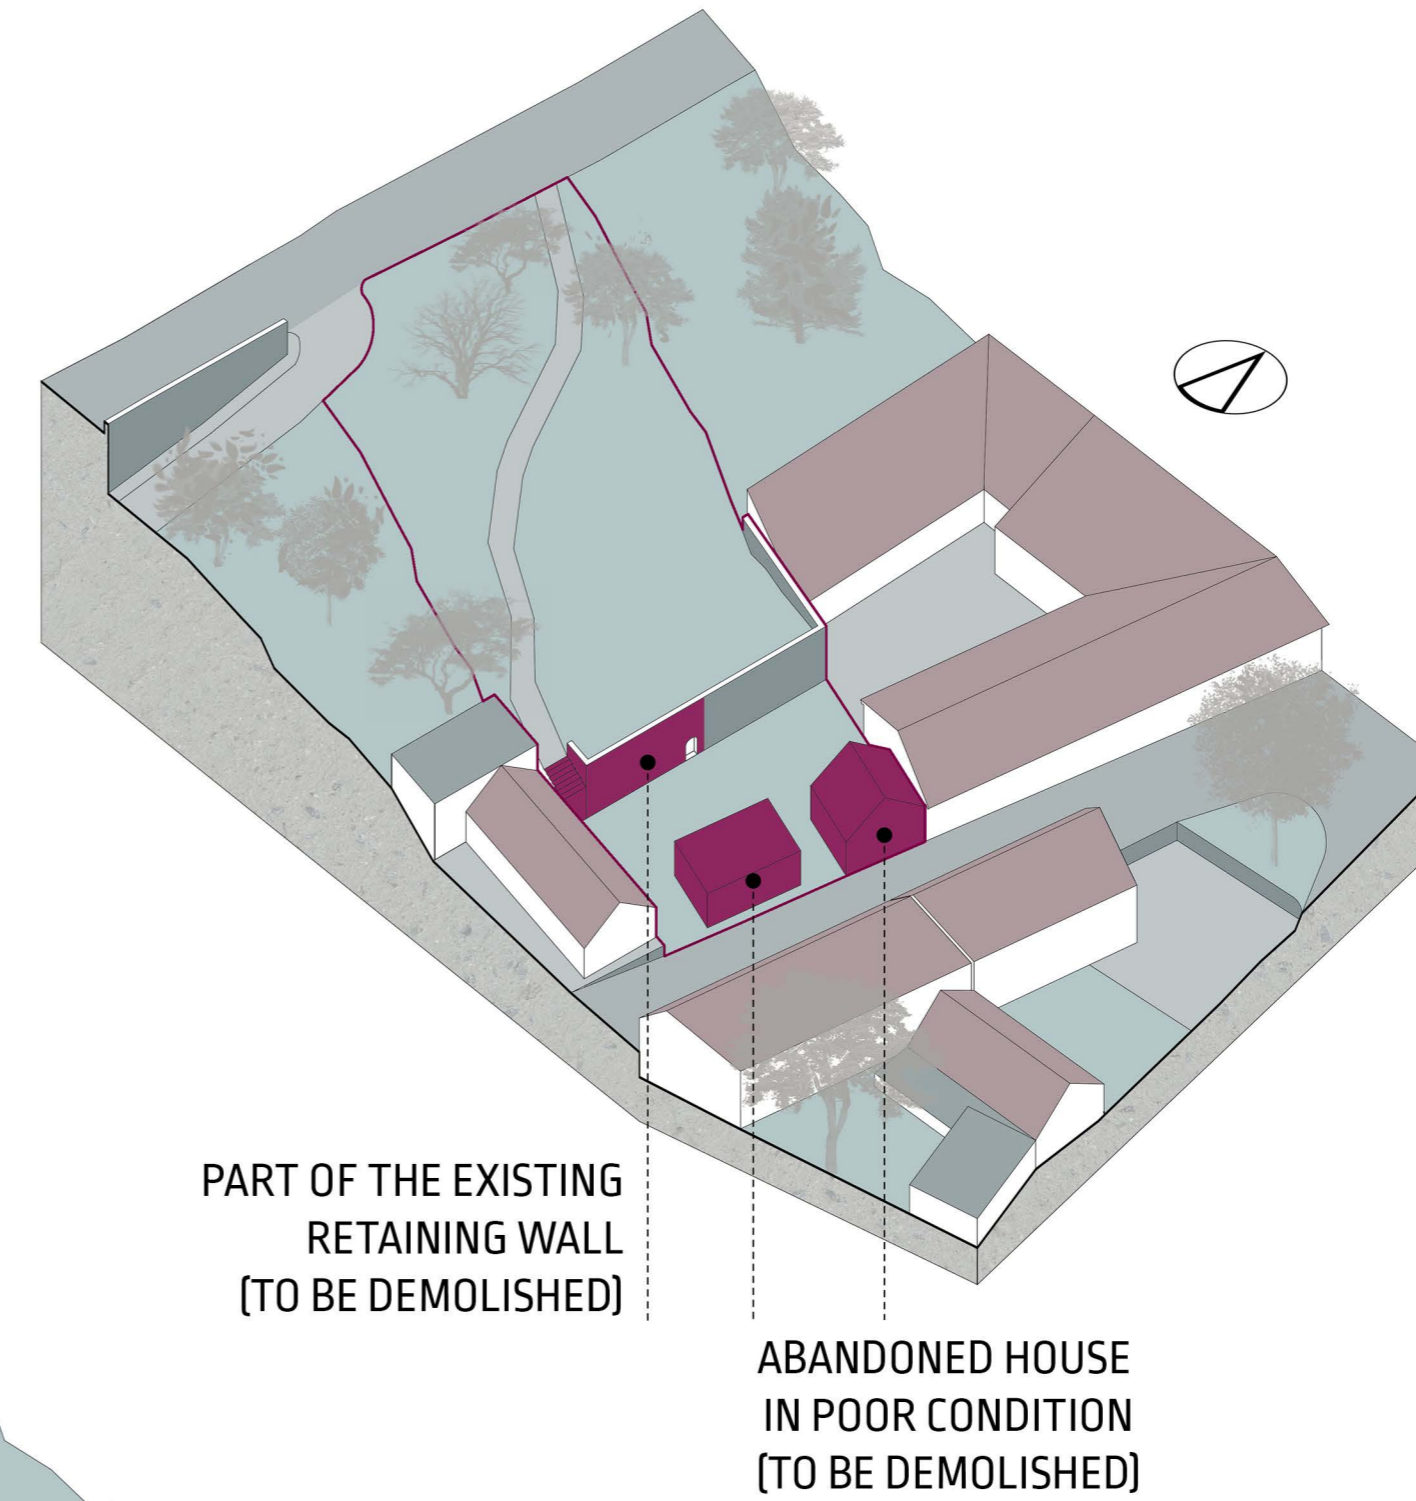 PART OF THE EXISTING
RETAINING WALL
(TO BE DEMOLISHED)
ABANDONED HOUSE
IN POOR CONDITION
(TO BE DEMOLISHED)